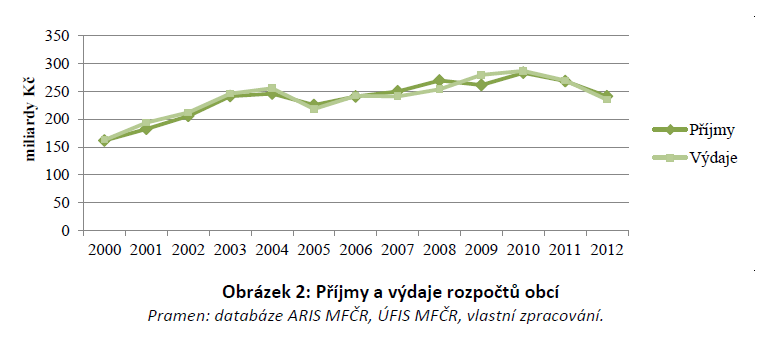 miliardy Kč
350
300
250
200
150
100
50
0
2000 2001 2002 2003 2004 2005 2006 2007 2008 2009 2010 2011 2012
Příjmy
Výdaje
Obrázek 2: Příjmy a výdaje rozpočtů obcí
Pramen: databáze ARIS MFČR, ÚFIS MFČR, vlastní zpracování.